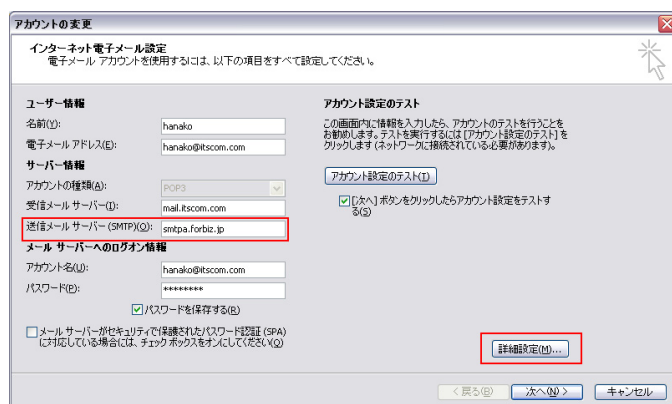 アカウントの変更
インターネット電子メール設定
電子メール アカウントを使用するには、以下の項目をすべて設定してください。
ユーザー情報
名前(Y):
hanako
電子メール アドレス(E):
hanako@itscom.com
サーバー情報
アカウントの種類(A):
POP3
受信メール サーバー(I):
mail.itscom.com
送信メール サーバー (SMTP)(O):
smtpa.forbiz.jp
メール サーバーへのログオン情報
アカウント名(U):
hanako@itscom.com
パスワード(P):
********
パスワードを保存する(R)
メール サーバーがセキュリティで保護されたパスワード認証 (SPA)
に対応している場合には、チェック ボックスをオンにしてください(Q)
アカウント設定のテスト
この画面内に情報を入力したら、アカウントのテストを行うことを
お勧めします。テストを実行するには [アカウント設定のテスト] を
クリックします (ネットワークに接続されている必要があります)。
アカウント設定のテスト(T)
[次へ] ボタンをクリックしたらアカウント設定をテストす
る(S)
詳細設定(M)...
< 戻る(B)
次へ(N) >
キャンセル